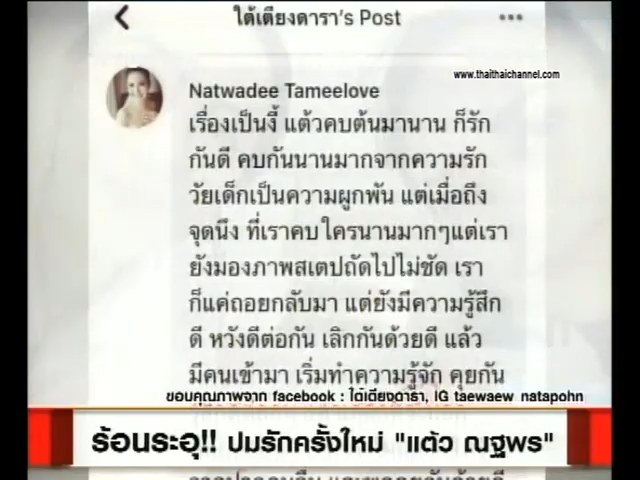 ใต้เตียงดารา's Post
www.thaithaichannel.com
Natwadee Tameelove
เรื่องเป็นงี้ แต้วคบต้นมานาน ก็รัก
กันดี คบกันนานมากจากความรัก
วัยเด็กเป็นความผูกพัน แต่เมื่อถึง
จุดนึง ที่เราคบใครนานมากๆแต่เรา
ยังมองภาพสเตปถัดไปไม่ชัด เรา
ก็แค่ถอยกลับมา แต่ยังมีความรู้สึก
ดี หวังดีต่อกัน เลิกกันด้วยดี แล้ว
มีคนเข้ามา เริ่มทำความรู้จัก คุยกัน
ขอบคุณภาพจาก facebook : ใต้เตียงดารา, IG taewaew natapohn
ร้อนระอุ!! ปมรักครั้งใหม่ "แต้ว ณฐพร"